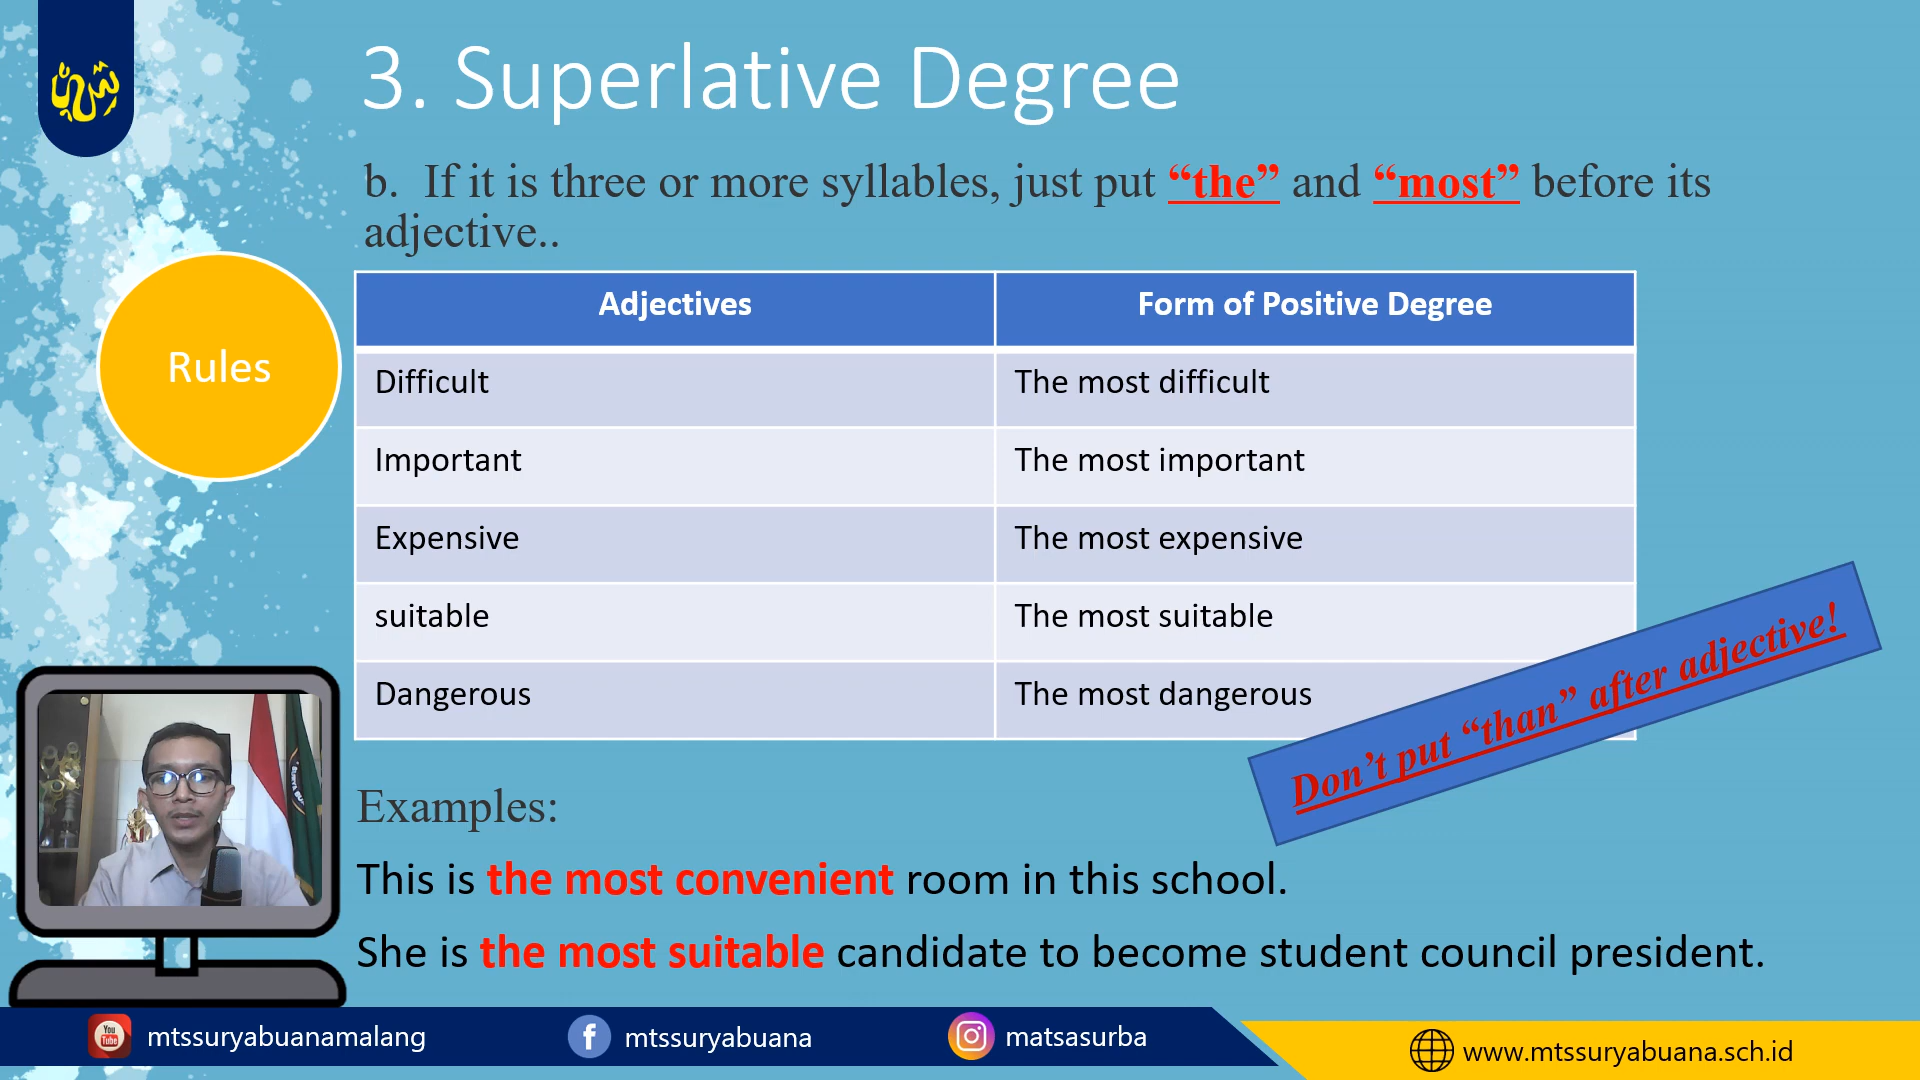 3. Superlative Degree
b. If it is three or more syllables, just put “the” and “most” before its
adjective..
Rules
Adjectives
Form of Positive Degree
Difficult
The most difficult
Important
The most important
Expensive
The most expensive
suitable
The most suitable
Dangerous
The most dangerous
Don’t put “than” after adjective!
Examples:
This is the most convenient room in this school.
She is the most suitable candidate to become student council president.
You
Tube
mtssuryabuanamalang
mtssuryabuana
matsasurba
www.mtssuryabuana.sch.id